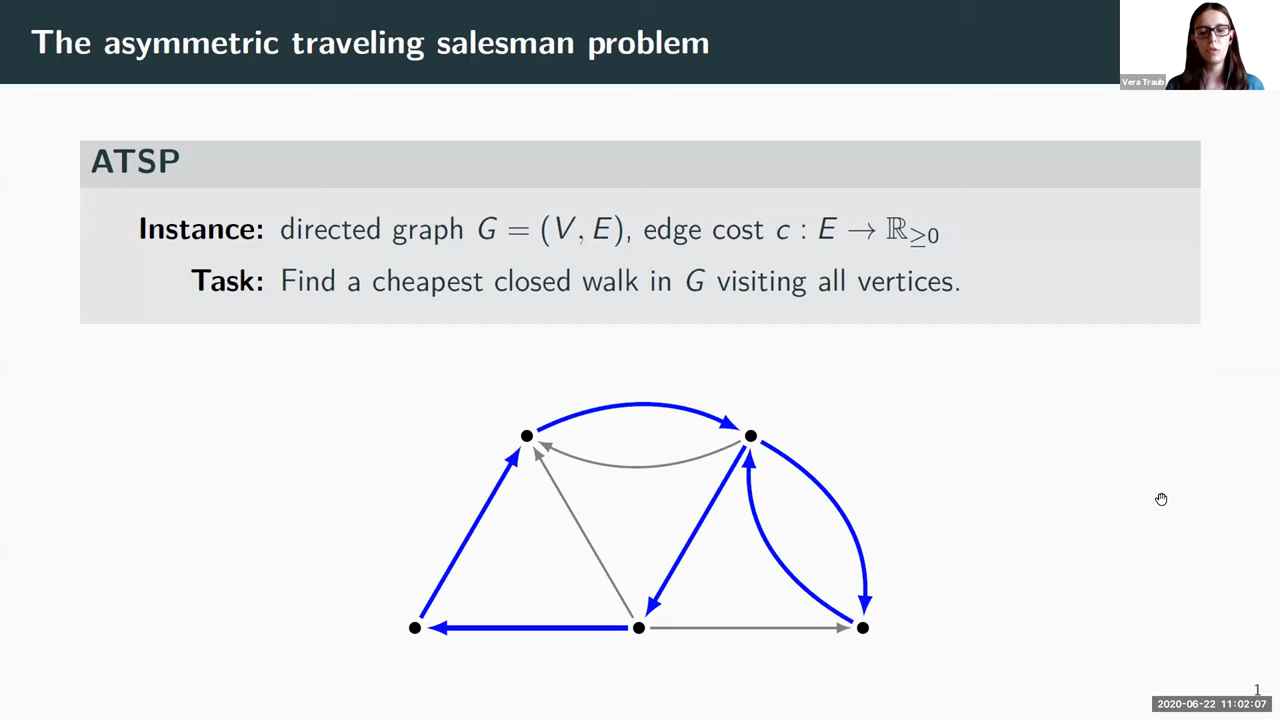 The asymmetric traveling salesman problem
Vera Traub
ATSP
Instance: directed graph G = (V, E), edge cost c : E → ℝ≥0
Task: Find a cheapest closed walk in G visiting all vertices.
1
2020-06-22 11:02:07